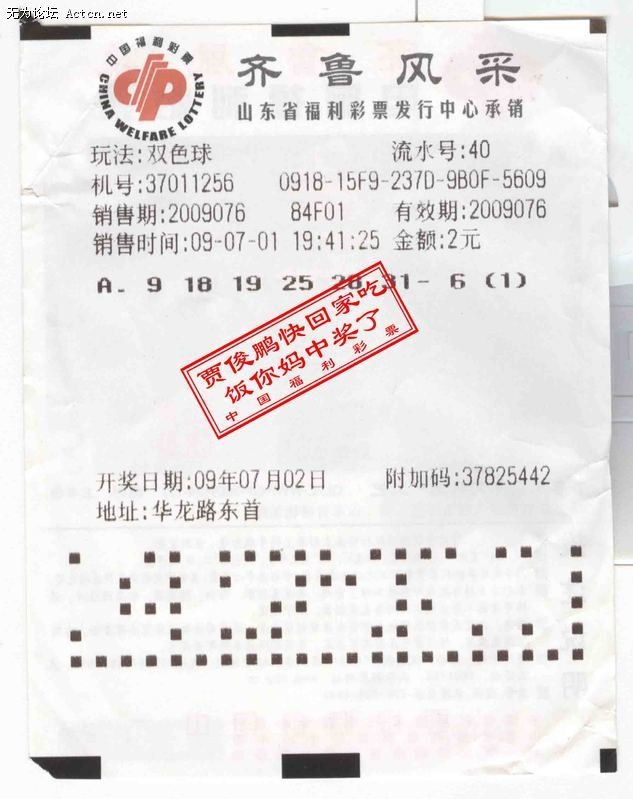 无为论坛 Actcn.net
中国福利彩票
CHINA WELFARE LOTTERY
齐鲁风采
山东省福利彩票发行中心承销
玩法:双色球 流水号:40
机号:37011256 0918-15F9-237D-9B0F-5609
销售期:2009076 84F01 有效期:2009076
销售时间:09-07-01 19:41:25 金额:2元
A. 9 18 19 25 28 31- 6 (1)
贾俊鹏快回家吃
饭你妈中奖了
中国福利彩票
开奖日期:09年07月02日 附加码:37825442
地址:华龙路东首